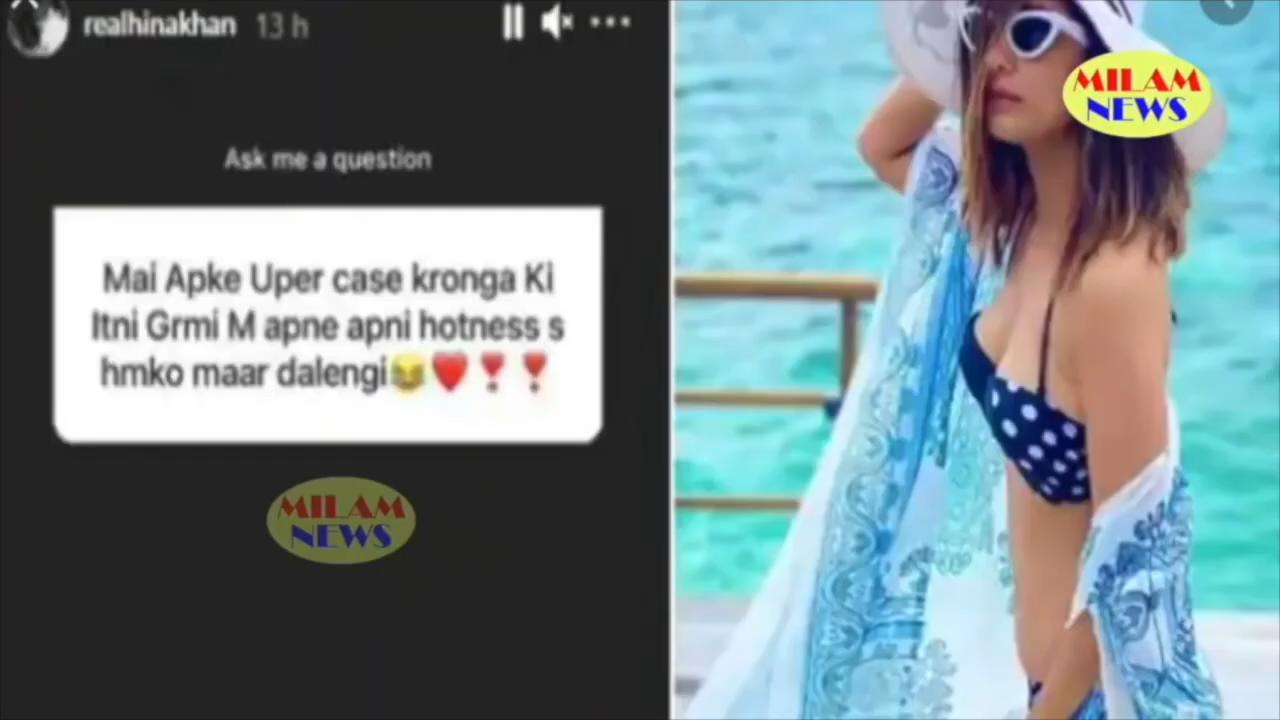 realhinakhan 13 h
Ask me a question
Mai Apke Uper case kronga Ki
Itni Grmi M apne apni hotness s
hmko maar dalengi😂❤️❣️❣️
MILAM
NEWS
MILAM
NEWS